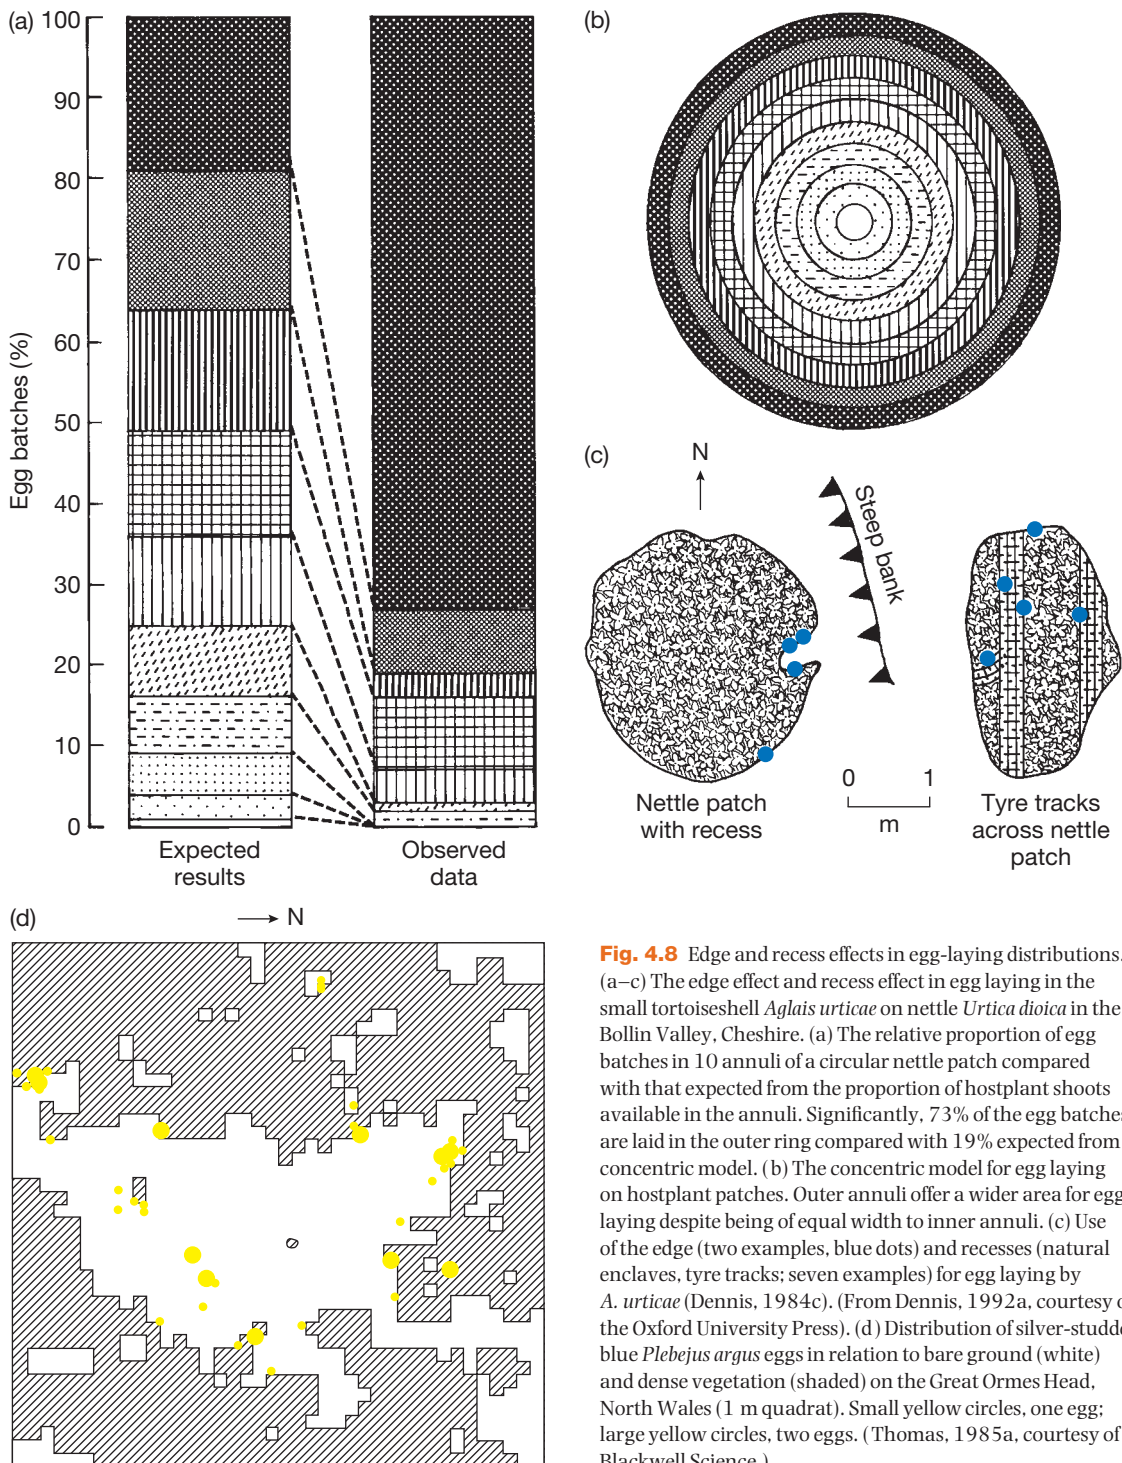 (a)
100
90
80
70
60
50
40
30
20
10
0
Egg batches (%)
Expected
results
Observed
data
(b)
(c)
N
Steep bank
0 1
m
Nettle patch
with recess
Tyre tracks
across nettle
patch
(d)
N
Fig. 4.8 Edge and recess effects in egg-laying distributions.
(a–c) The edge effect and recess effect in egg laying in the
small tortoiseshell Aglais urticae on nettle Urtica dioica in the
Bollin Valley, Cheshire. (a) The relative proportion of egg
batches in 10 annuli of a circular nettle patch compared
with that expected from the proportion of hostplant shoots
available in the annuli. Significantly, 73% of the egg batches
are laid in the outer ring compared with 19% expected from
concentric model. (b) The concentric model for egg laying
on hostplant patches. Outer annuli offer a wider area for egg
laying despite being of equal width to inner annuli. (c) Use
of the edge (two examples, blue dots) and recesses (natural
enclaves, tyre tracks; seven examples) for egg laying by
A. urticae (Dennis, 1984c). (From Dennis, 1992a, courtesy
the Oxford University Press). (d) Distribution of silver-studde
blue Plebejus argus eggs in relation to bare ground (white)
and dense vegetation (shaded) on the Great Ormes Head,
North Wales (1 m quadrat). Small yellow circles, one egg;
large yellow circles, two eggs. (Thomas, 1985a, courtesy of
Blackwell Science.)